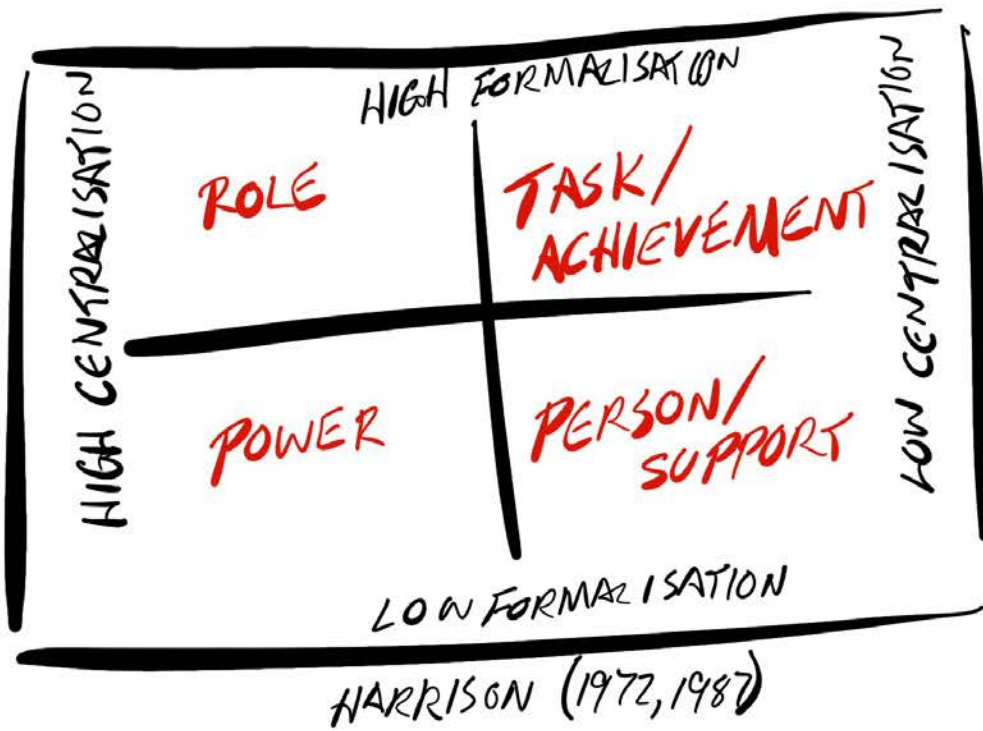 HIGH FORMALISATION
HIGH CENTRALISATION
ROLE
TASK/
ACHIEVEMENT
LOW CENTRALISATION
POWER
PERSON/
SUPPORT
LOW FORMALISATION
HARRISON (1972, 1987)